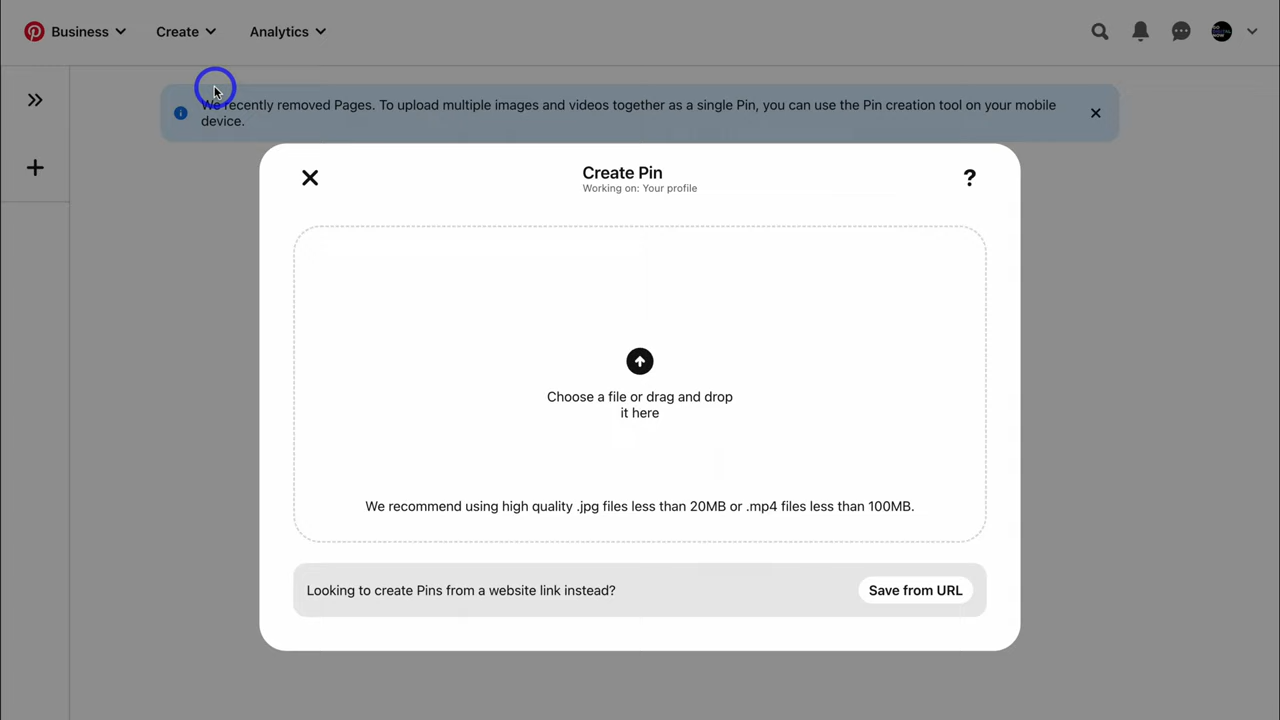 Business Create Analytics
We recently removed Pages. To upload multiple images and videos together as a single Pin, you can use the Pin creation tool on your mobile
device.
Create Pin
Working on: Your profile
?
Choose a file or drag and drop
it here
We recommend using high quality .jpg files less than 20MB or .mp4 files less than 100MB.
Looking to create Pins from a website link instead? Save from URL